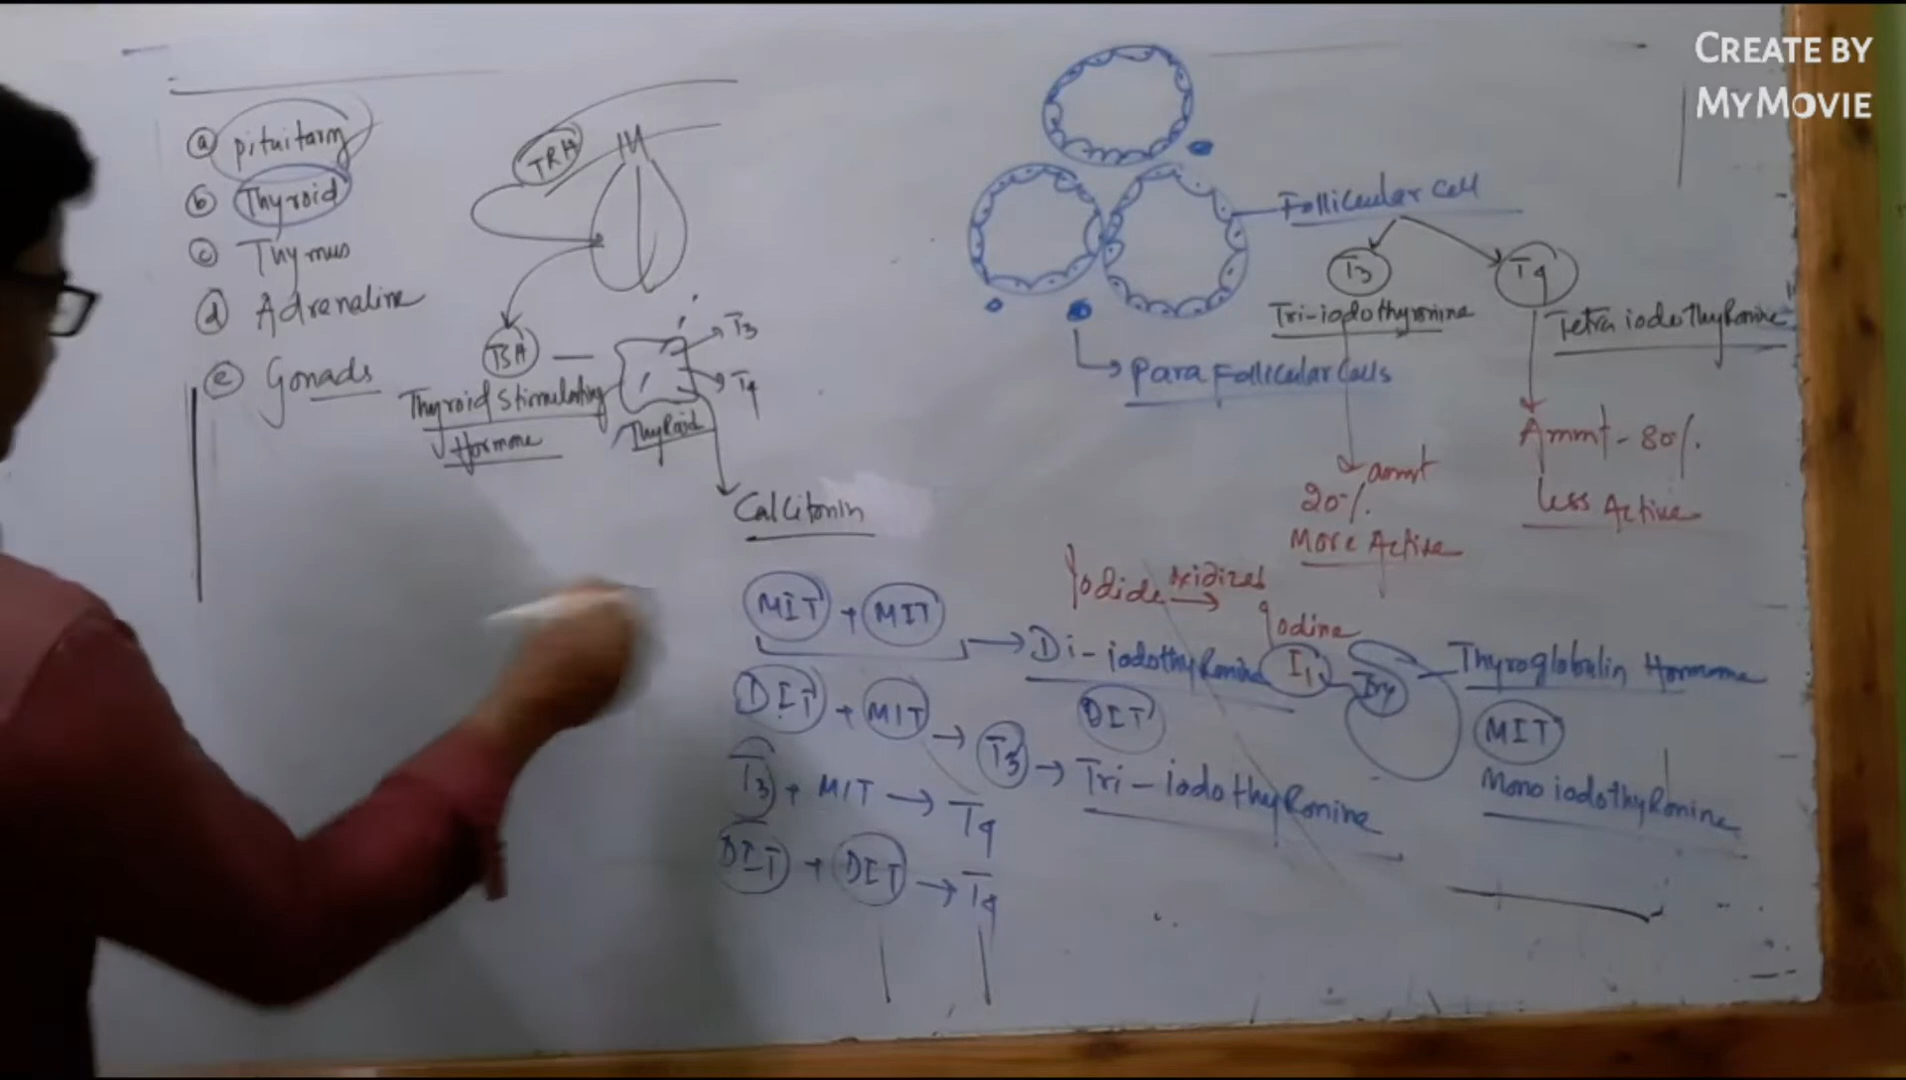 CREATE BY
MYMOVIE
ⓐ pituitary
ⓑ Thyroid
ⓒ Thymus
ⓓ Adrenaline
ⓔ Gonads
TRH
TSH
Thyroid Stimulating
Hormone
Thyroid
T3
T4
Calcitonin
Follicular Cell
T3
T4
Tri-iodothyronine
Tetra iodothyRonine
Para Follicular Cells
20% ammt
More Active
Ammt - 80%
less Active
Iodide oxidized →
Iodine
MIT + MIT → Di-iodothyRonine
DIT
DIT + MIT → T3 → Tri-iodothyRonine
T3 + MIT → T4
DIT + DIT → T4
I1
Thyroglobulin Hormone
MIT
Mono iodothyRonine